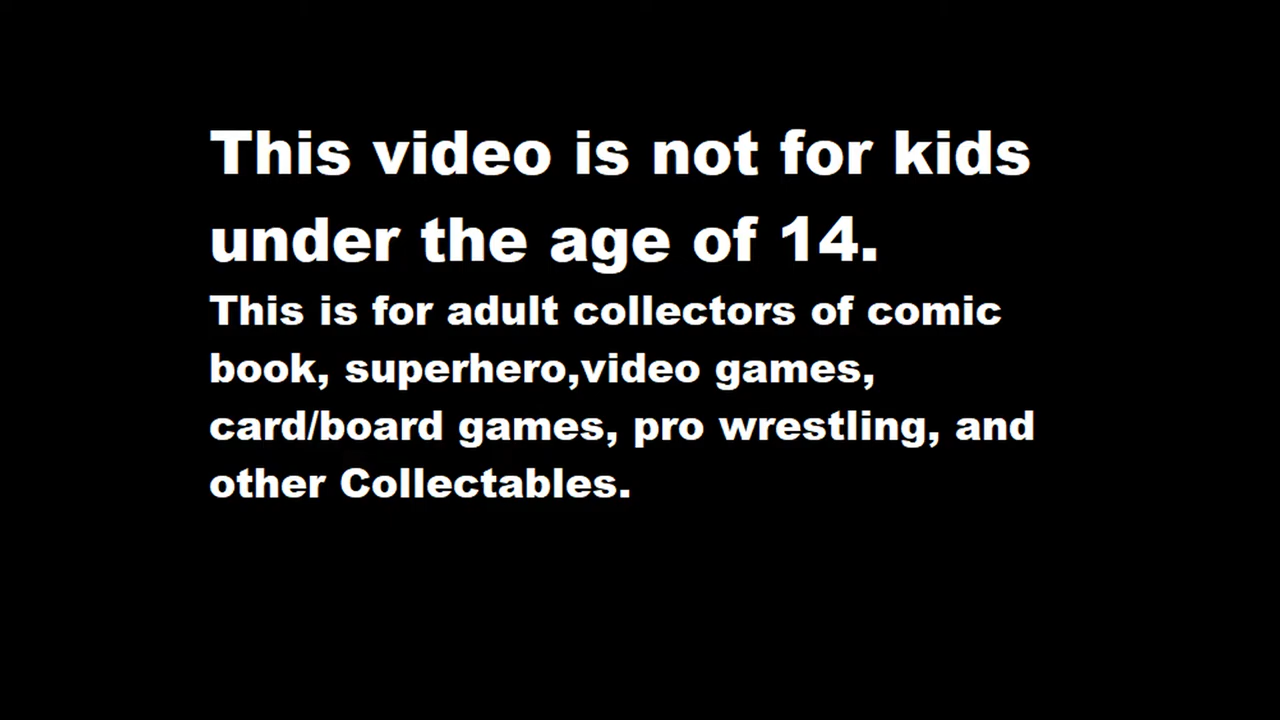 This video is not for kids
under the age of 14.
This is for adult collectors of comic
book, superhero,video games,
card/board games, pro wrestling, and
other Collectables.